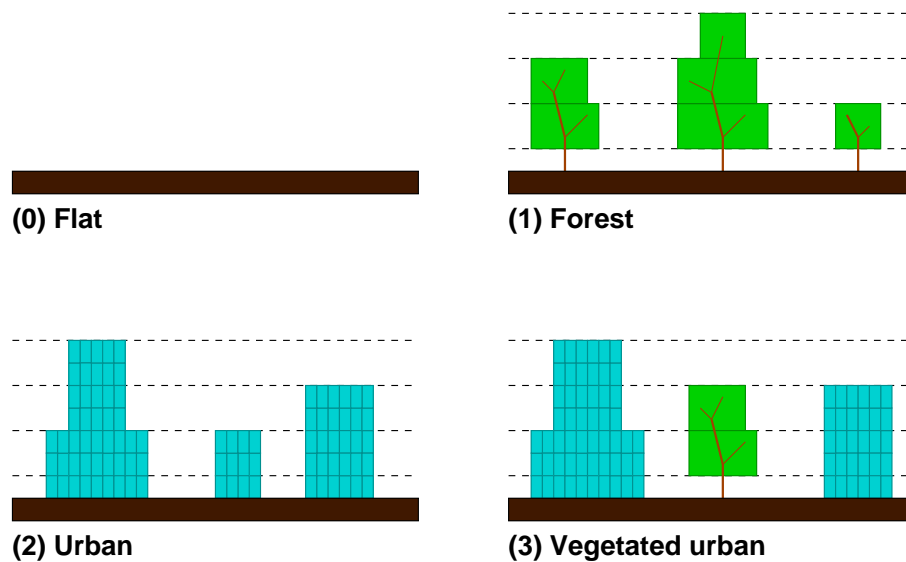 (0) Flat
(1) Forest
(2) Urban
(3) Vegetated urban